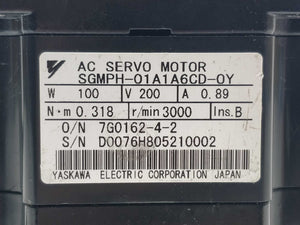 AC SERVO MOTOR
SGMPH-01A1A6CD-0Y
W 100 V 200 A 0.89
N·m 0.318 r/min 3000 Ins.B
O/N 7G0162-4-2
S/N D0076H805210002
YASKAWA ELECTRIC CORPORATION JAPAN